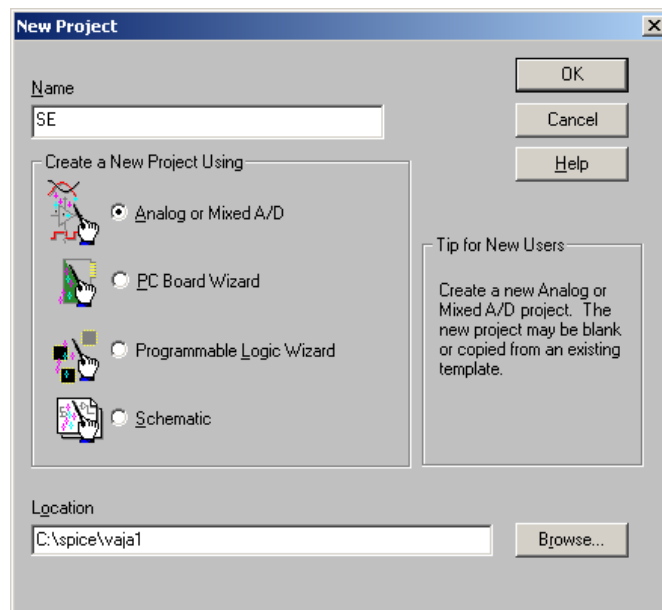 New Project
Name
SE
OK
Cancel
Help
Create a New Project Using
Analog or Mixed A/D
PC Board Wizard
Programmable Logic Wizard
Schematic
Tip for New Users
Create a new Analog or
Mixed A/D project. The
new project may be blank
or copied from an existing
template.
Location
C:\spice\vaja1
Browse...